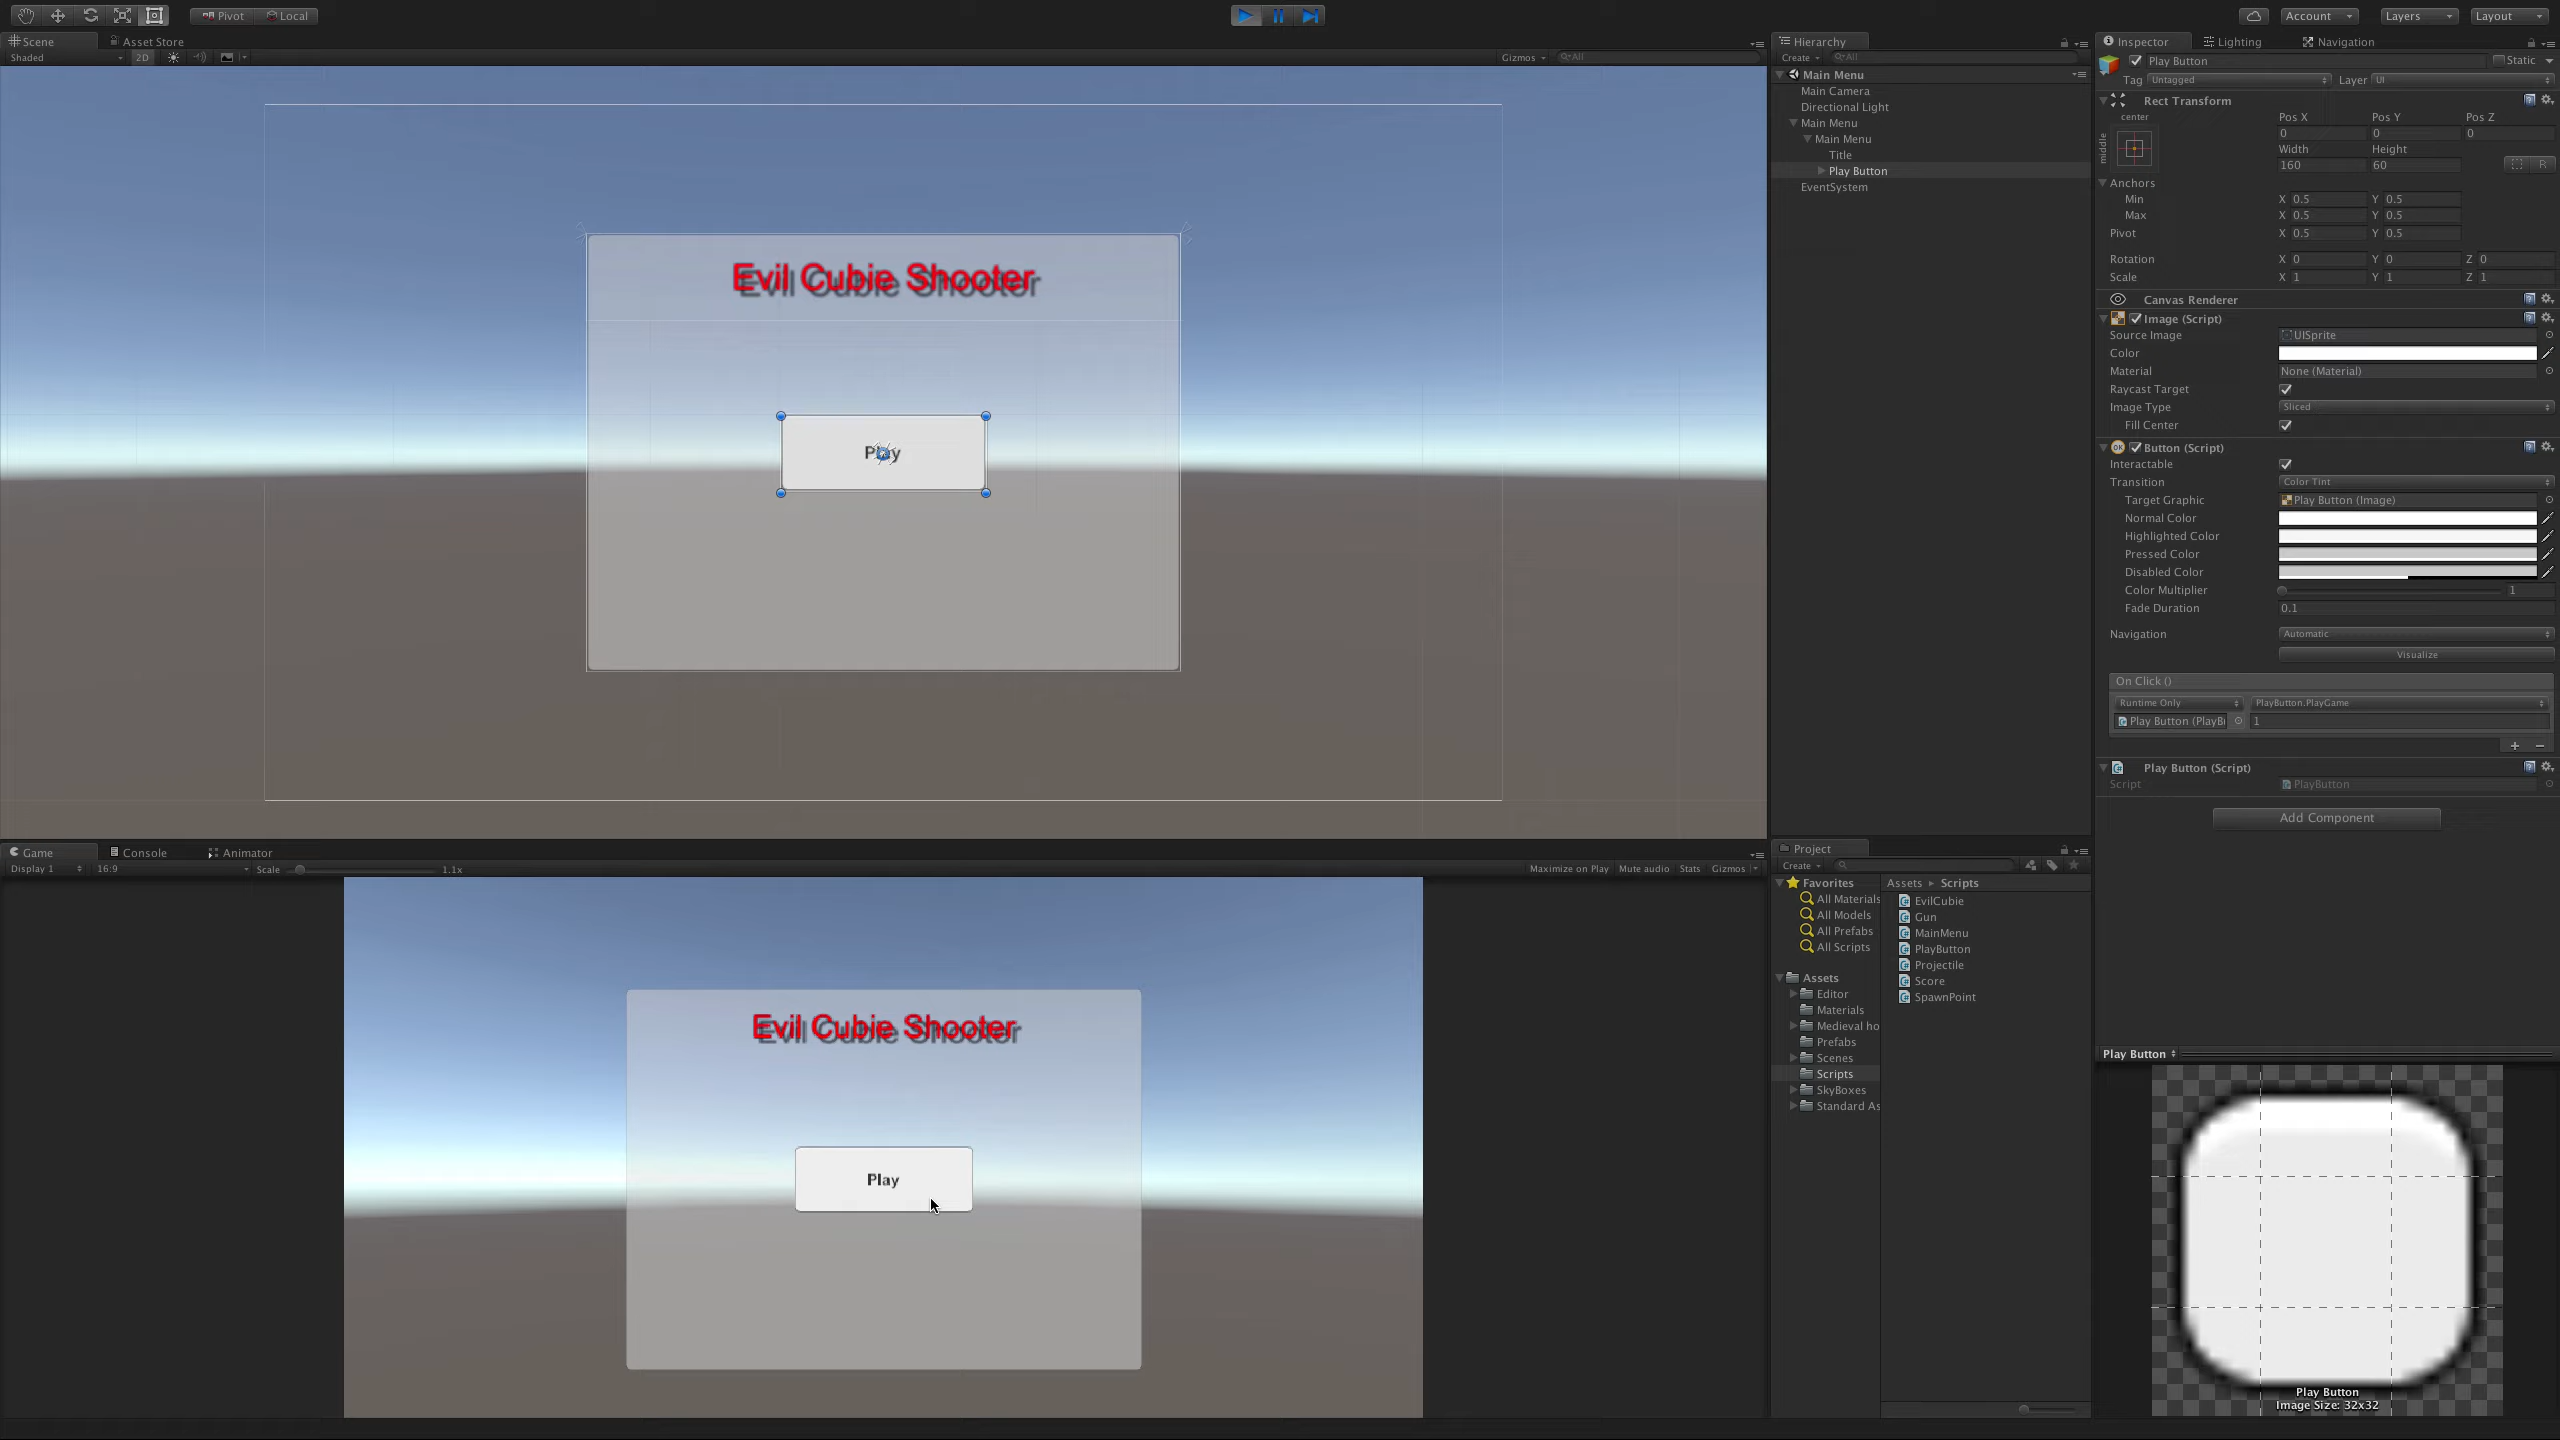 Pivot Local
Account Layers Layout
Scene Asset Store
Shaded 2D Gizmos All
Evil Cubie Shooter
Play
Hierarchy
Create All
Main Menu
Main Camera
Directional Light
Main Menu
Main Menu
Title
Play Button
EventSystem
Inspector Lighting Navigation
Play Button Static
Tag Untagged Layer UI
Rect Transform
center
middle
Pos X Pos Y Pos Z
0 0 0
Width Height
160 60
R
Anchors
Min X 0.5 Y 0.5
Max X 0.5 Y 0.5
Pivot X 0.5 Y 0.5
Rotation X 0 Y 0 Z 0
Scale X 1 Y 1 Z 1
Canvas Renderer
Image (Script)
Source Image UISprite
Color
Material None (Material)
Raycast Target
Image Type Sliced
Fill Center
OK Button (Script)
Interactable
Transition Color Tint
Target Graphic Play Button (Image)
Normal Color
Highlighted Color
Pressed Color
Disabled Color
Color Multiplier 1
Fade Duration 0.1
Navigation Automatic
Visualize
On Click ()
Runtime Only PlayButton.PlayGame
Play Button (PlayB 1
+ −
Play Button (Script)
Script PlayButton
Add Component
Game Console Animator
Display 1 16:9 Scale 1.1x Maximize on Play Mute audio Stats Gizmos
Evil Cubie Shooter
Play
Project
Create
Favorites
All Materials
All Models
All Prefabs
All Scripts
Assets
Editor
Materials
Medieval ho
Prefabs
Scenes
Scripts
SkyBoxes
Standard As
Assets Scripts
EvilCubie
Gun
MainMenu
PlayButton
Projectile
Score
SpawnPoint
Play Button
Play Button
Image Size: 32x32